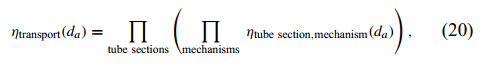 η_transport(d_a) = ∏_{tube sections} ( ∏_{mechanisms} η_{tube section,mechanism}(d_a) ),    (20)